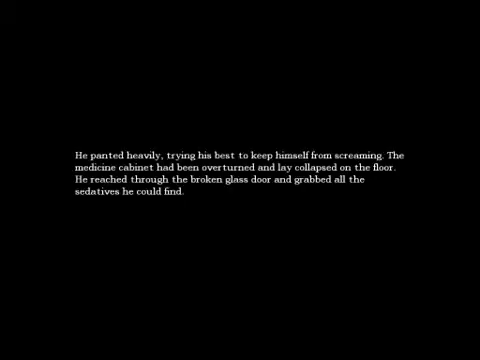 He panted heavily, trying his best to keep himself from screaming. The
medicine cabinet had been overturned and lay collapsed on the floor.
He reached through the broken glass door and grabbed all the
sedatives he could find.